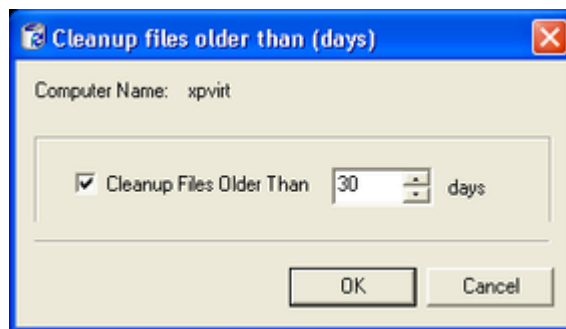 Cleanup files older than (days)
Computer Name: xpvirt
Cleanup Files Older Than 30 days
OK Cancel